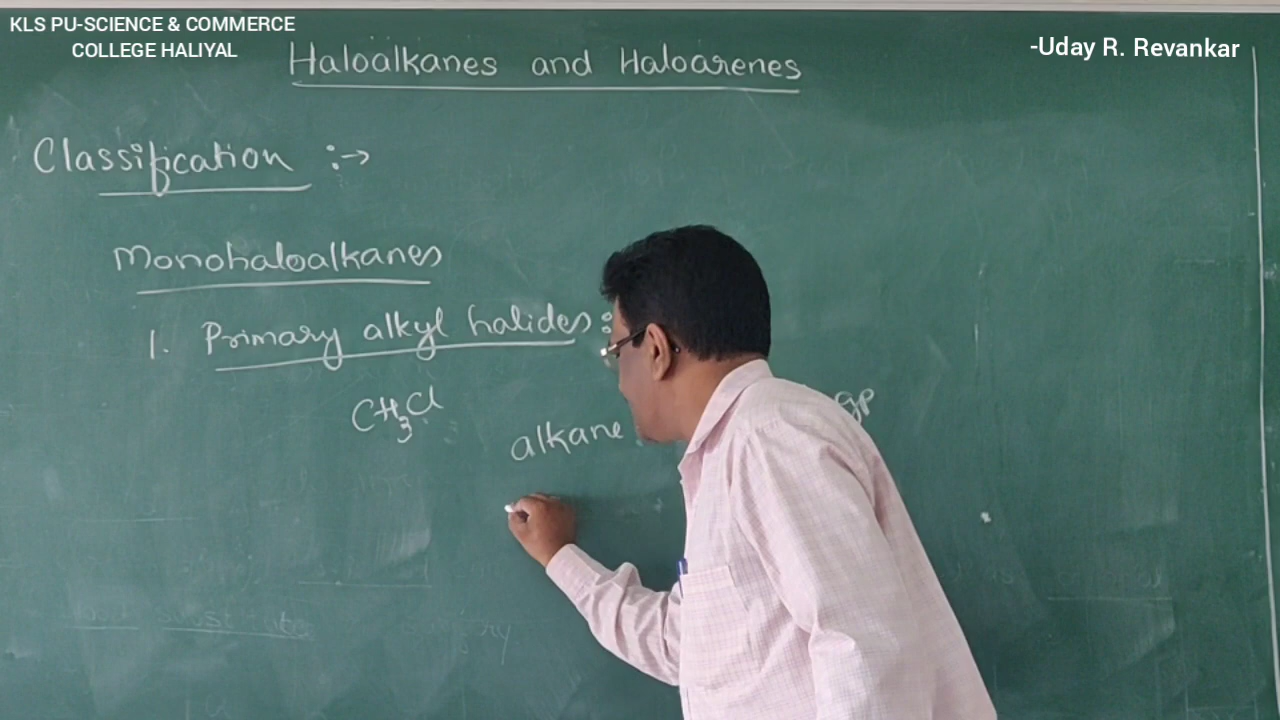 KLS PU-SCIENCE & COMMERCE
COLLEGE HALIYAL
-Uday R. Revankar
Haloalkanes and Haloarenes
Classification :→
Monohaloalkanes
1. Primary alkyl halides :
CH3Cl
alkane gp